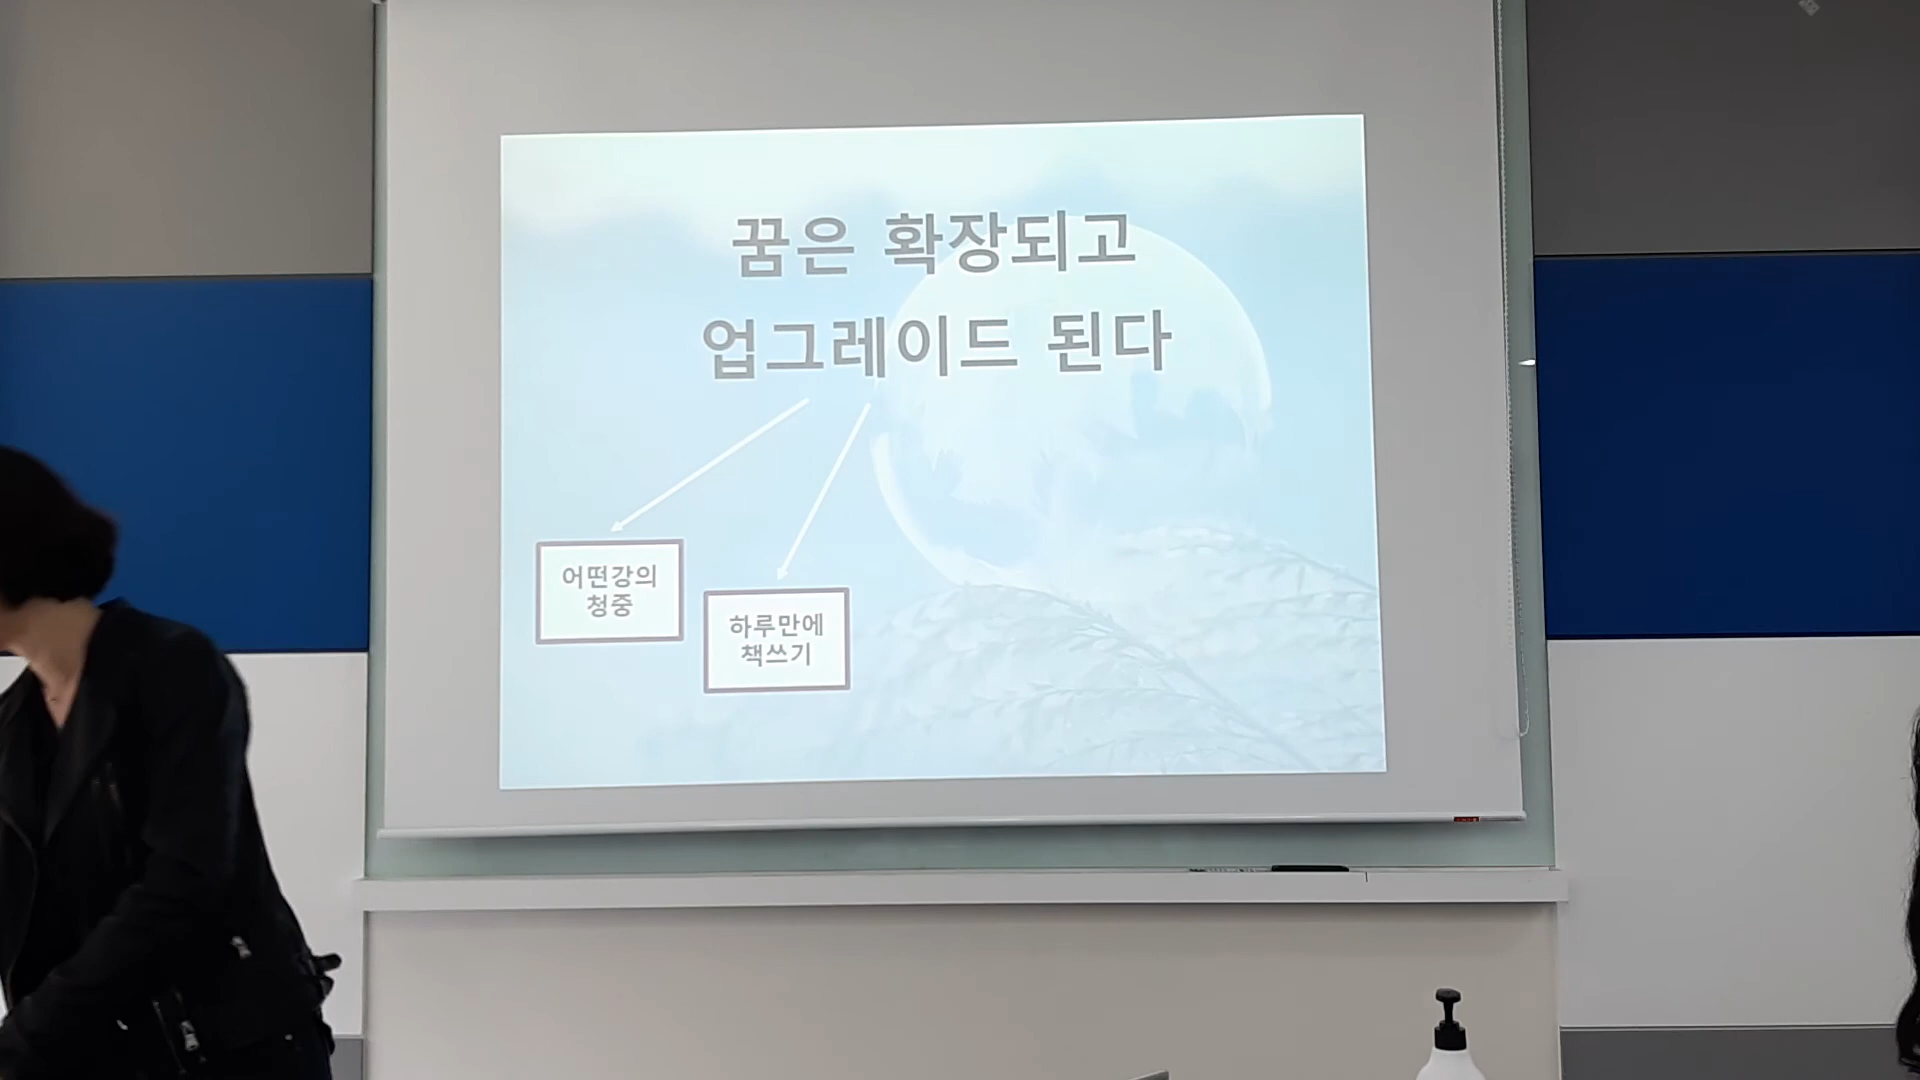 꿈은 확장되고
업그레이드 된다
어떤강의
청중
하루만에
책쓰기